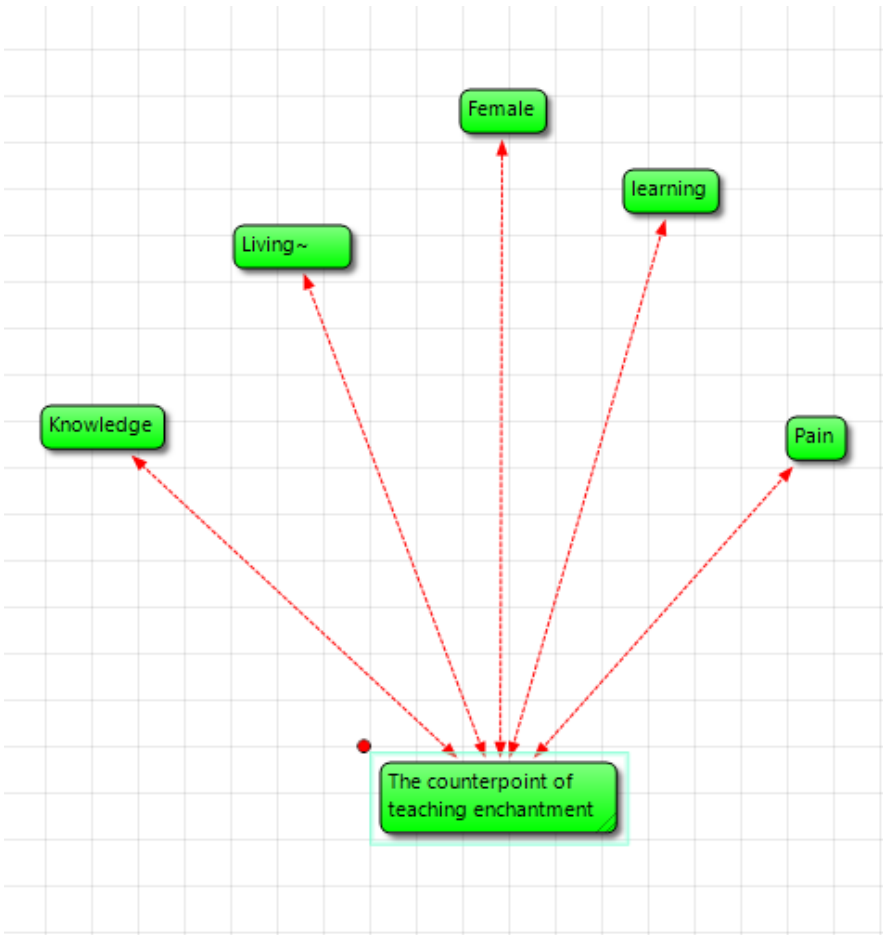 Female
learning
Living~
Knowledge
Pain
The counterpoint of
teaching enchantment